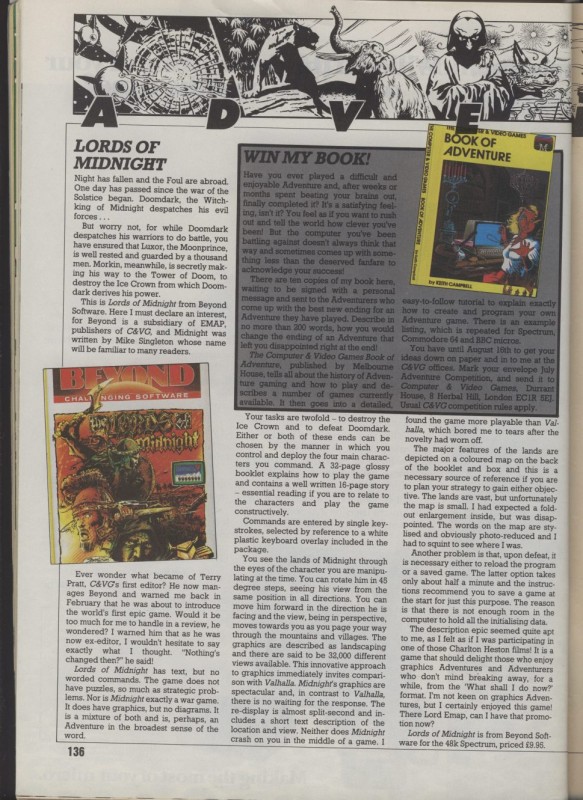 A D V E
LORDS OF
MIDNIGHT
Night has fallen and the Foul are abroad.
One day has passed since the war of the
Solstice began. Doomdark, the Witch-
king of Midnight despatches his evil
forces . . .
But worry not, for while Doomdark
despatches his warriors to do battle, you
have ensured that Luxor, the Moonprince,
is well rested and guarded by a thousand
men. Morkin, meanwhile, is secretly mak-
ing his way to the Tower of Doom, to
destroy the Ice Crown from which Doom-
dark derives his power.
This is Lords of Midnight from Beyond
Software. Here I must declare an interest,
for Beyond is a subsidiary of EMAP,
publishers of C&VG, and Midnight was
written by Mike Singleton whose name
will be familiar to many readers.
BEYOND
CHALLENGING SOFTWARE
the Lords of
Midnight
Ever wonder what became of Terry
Pratt, C&VG's first editor? He now man-
ages Beyond and warned me back in
February that he was about to introduce
the world's first epic game. Would it be
too much for me to handle in a review, he
wondered? I warned him that as he was
now ex-editor, I wouldn't hesitate to say
exactly what I thought. "Nothing's
changed then?" he said!
Lords of Midnight has text, but no
worded commands. The game does not
have puzzles, so much as strategic prob-
lems. Nor is Midnight exactly a war game.
It does have graphics, but no diagrams. It
is a mixture of both and is, perhaps, an
Adventure in the broadest sense of the
word.
WIN MY BOOK!
Have you ever played a difficult and
enjoyable Adventure and, after weeks or
months spent beating your brains out,
finally completed it? It's a satisfying feel-
ing, isn't it? You feel as if you want to rush
out and tell the world how clever you've
been! But the computer you've been
battling against doesn't always think that
way and sometimes comes up with some-
thing less than the deserved fanfare to
acknowledge your success!
There are ten copies of my book here,
waiting to be signed with a personal
message and sent to the Adventurers who
come up with the best new ending for an
Adventure they have played. Describe in
no more than 200 words, how you would
change the ending of an Adventure that
left you disappointed right at the end!
The Computer & Video Games Book of
Adventure, published by Melbourne
House, tells all about the history of Adven-
ture gaming and how to play and de-
scribes a number of games currently
available. It then goes into a detailed,
THE COMPUTER & VIDEO-GAMES
BOOK OF
ADVENTURE
by KEITH CAMPBELL
easy-to-follow tutorial to explain exactly
how to create and program your own
Adventure game. There is an example
listing, which is repeated for Spectrum,
Commodore 64 and BBC micros.
You have until August 16th to get your
ideas down on paper and in to me at the
C&VG offices. Mark your envelope July
Adventure Competition, and send it to
Computer & Video Games, Durrant
House, 8 Herbal Hill, London EC1R 5EJ.
Usual C&VG competition rules apply.
Your tasks are twofold – to destroy the
Ice Crown and to defeat Doomdark.
Either or both of these ends can be
chosen by the manner in which you
control and deploy the four main charac-
ters you command. A 32-page glossy
booklet explains how to play the game
and contains a well written 16-page story
– essential reading if you are to relate to
the characters and play the game
constructively.
Commands are entered by single key-
strokes, selected by reference to a white
plastic keyboard overlay included in the
package.
You see the lands of Midnight through
the eyes of the character you are manipu-
lating at the time. You can rotate him in 45
degree steps, seeing his view from the
same position in all directions. You can
move him forward in the direction he is
facing and the view, being in perspective,
moves towards you as you page your way
through the mountains and villages. The
graphics are described as landscaping
and there are said to be 32,000 different
views available. This innovative approach
to graphics immediately invites compari-
son with Valhalla. Midnight's graphics are
spectacular and, in contrast to Valhalla,
there is no waiting for the response. The
re-display is almost split-second and in-
cludes a short text description of the
location and view. Neither does Midnight
crash on you in the middle of a game. I
found the game more playable than Val-
halla, which bored me to tears after the
novelty had worn off.
The major features of the lands are
depicted on a coloured map on the back
of the booklet and box and this is a
necessary source of reference if you are
to plan your strategy to gain either objec-
tive. The lands are vast, but unfortunately
the map is small. I had expected a fold-
out enlargement inside, but was disap-
pointed. The words on the map are sty-
lised and obviously photo-reduced and I
had to squint to see where I was.
Another problem is that, upon defeat, it
is necessary either to reload the program
or a saved game. The latter option takes
only about half a minute and the instruc-
tions recommend you to save a game at
the start for just this purpose. The reason
is that there is not enough room in the
computer to hold all the initialising data.
The description epic seemed quite apt
to me, as I felt as if I was participating in
one of those Charlton Heston films! It is a
game that should delight those who enjoy
graphics Adventures and Adventurers
who don't mind breaking away, for a
while, from the 'What shall I do now?'
format. I'm not keen on graphics Adven-
tures, but I certainly enjoyed this game!
There Lord Emap, can I have that promo-
tion now?
Lords of Midnight is from Beyond Soft-
ware for the 48k Spectrum, priced £9.95.
136